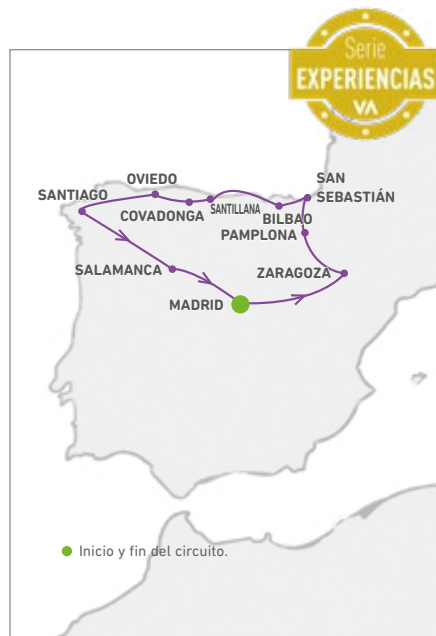 Serie
EXPERIENCIAS
VA
SAN
SEBASTIÁN
OVIEDO
SANTIAGO
COVADONGA
SANTILLANA
BILBAO
PAMPLONA
SALAMANCA
ZARAGOZA
MADRID
Inicio y fin del circuito.